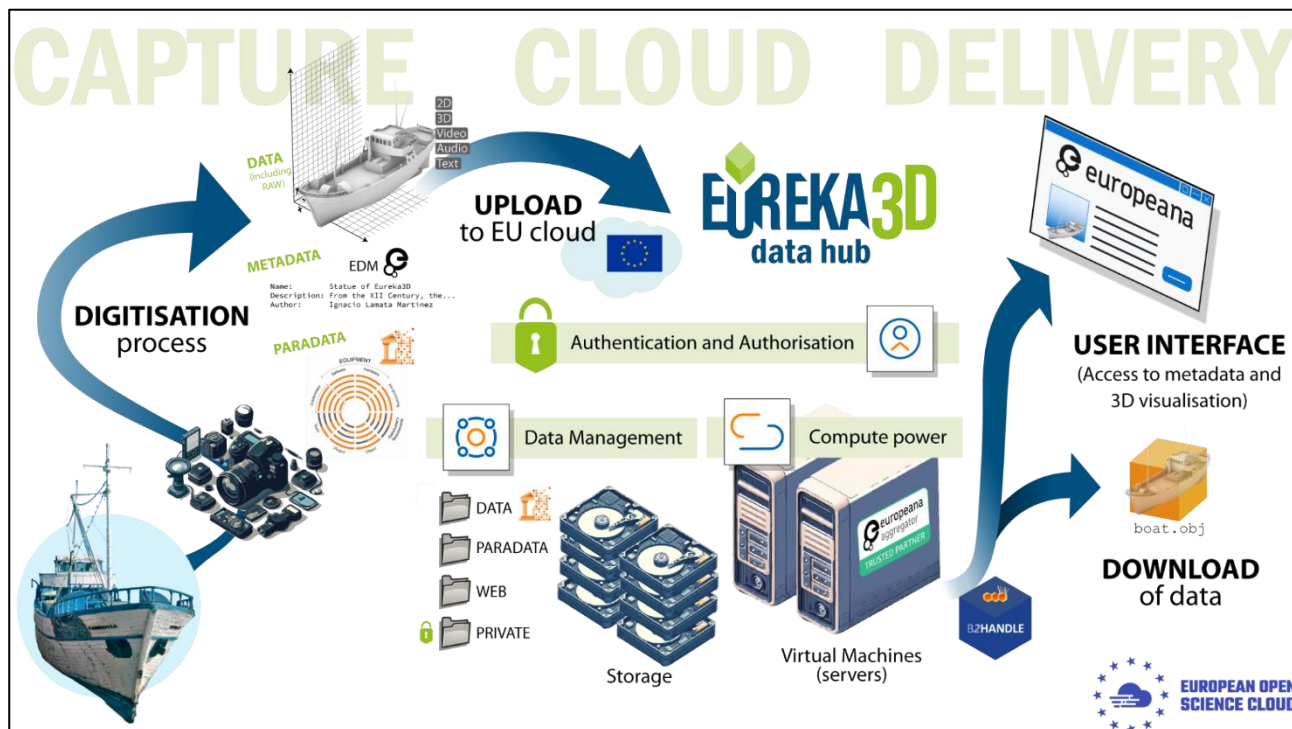 CAPTURE CLOUD DELIVERY
DATA
(including
RAW)
2D
3D
Video
Audio
Text
METADATA
EDM
Name: Statue of Eureka3D
Description: From the XII Century, the...
Author: Ignacio Lamata Martinez
DIGITISATION
process
PARADATA
EQUIPMENT
UPLOAD
to EU cloud
EUREKA3D
data hub
Authentication and Authorisation
Data Management
Compute power
DATA
PARADATA
WEB
PRIVATE
Storage
europeana
aggregator
TRUSTED PARTNER
Virtual Machines
(servers)
B2HANDLE
europeana
USER INTERFACE
(Access to metadata and
3D visualisation)
boat.obj
DOWNLOAD
of data
EUROPEAN OPEN
SCIENCE CLOUD